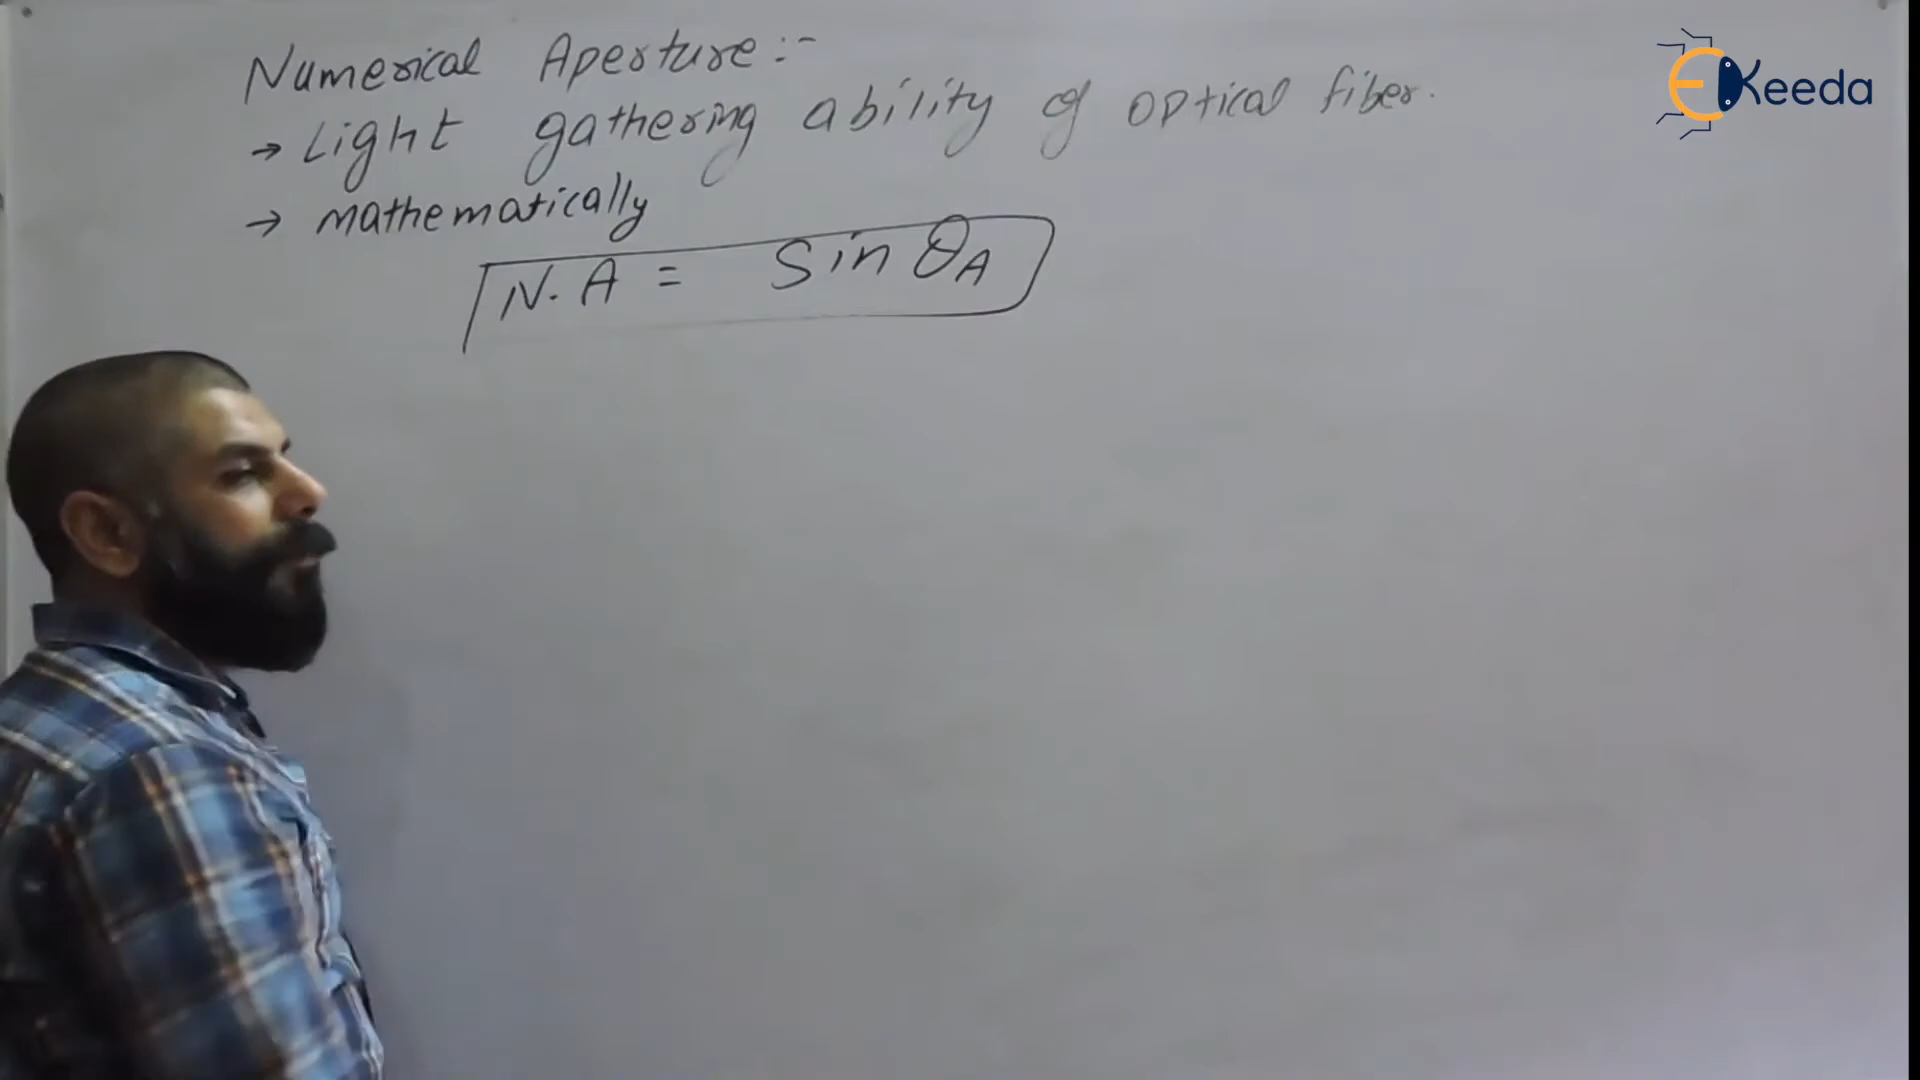 Numerical Aperture:-
→ Light gathering ability of optical fiber.
→ mathematically
N.A = Sin θA
EKeeda